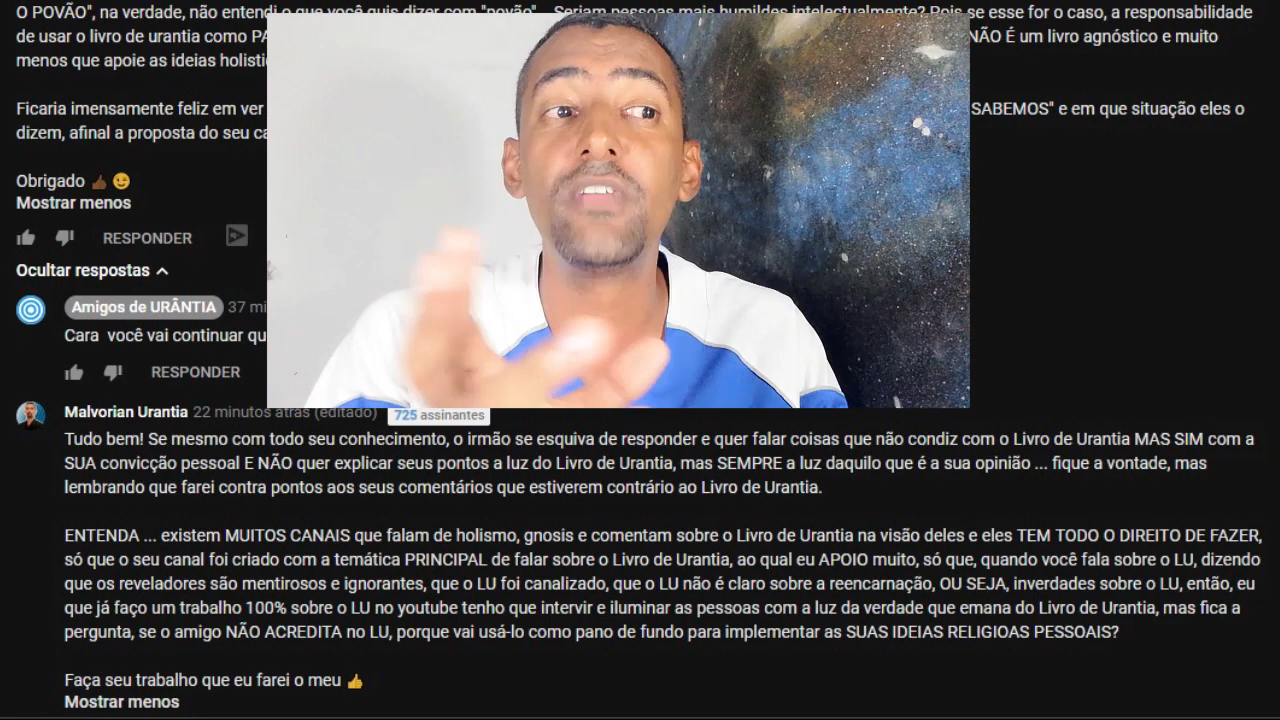 O POVÃO", na verdade, não entendi o que você quis dizer com "povão"... Seriam pessoas mais humildes intelectualmente? Pois se esse for o caso, a responsabilidade
de usar o livro de urantia como NÃO É um livro agnóstico e muito
menos que apoie as ideias
Ficaria imensamente feliz em ver SABEMOS" e em que situação eles o
dizem, afinal a proposta do seu
Obrigado 👍🏾 😉
Mostrar menos
RESPONDER
Ocultar respostas
Amigos de URÂNTIA 37
Cara você vai continuar
RESPONDER
Malvorian Urantia 22 minutos atrás (editado) 725 assinantes
Tudo bem! Se mesmo com todo seu conhecimento, o irmão se esquiva de responder e quer falar coisas que não condiz com o Livro de Urantia MAS SIM com a
SUA convicção pessoal E NÃO quer explicar seus pontos a luz do Livro de Urantia, mas SEMPRE a luz daquilo que é a sua opinião ... fique a vontade, mas
lembrando que farei contra pontos aos seus comentários que estiverem contrário ao Livro de Urantia.
ENTENDA ... existem MUITOS CANAIS que falam de holismo, gnosis e comentam sobre o Livro de Urantia na visão deles e eles TEM TODO O DIREITO DE FAZER,
só que o seu canal foi criado com a temática PRINCIPAL de falar sobre o Livro de Urantia, ao qual eu APOIO muito, só que, quando você fala sobre o LU, dizendo
que os reveladores são mentirosos e ignorantes, que o LU foi canalizado, que o LU não é claro sobre a reencarnação, OU SEJA, inverdades sobre o LU, então, eu
que já faço um trabalho 100% sobre o LU no youtube tenho que intervir e iluminar as pessoas com a luz da verdade que emana do Livro de Urantia, mas fica a
pergunta, se o amigo NÃO ACREDITA no LU, porque vai usá-lo como pano de fundo para implementar as SUAS IDEIAS RELIGIOAS PESSOAIS?
Faça seu trabalho que eu farei o meu 👍
Mostrar menos